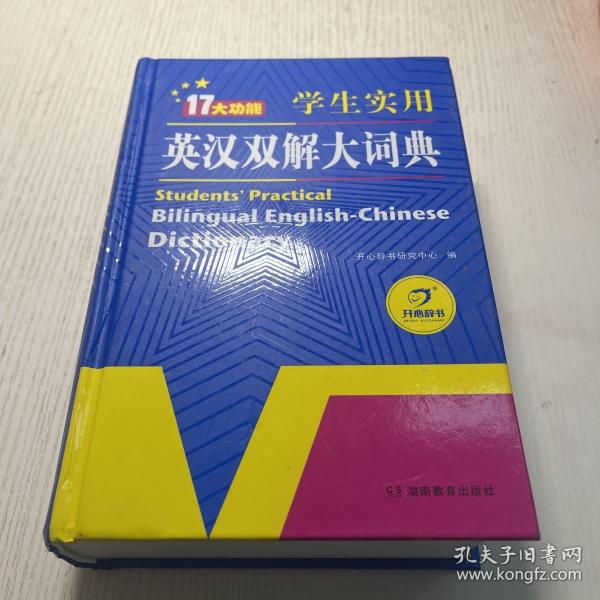 17大功能
学生实用
英汉双解大词典
Students' Practical
Bilingual English-Chinese
Dictionary
开心辞书研究中心 编
开心辞书
CS 湖南教育出版社
孔夫子旧书网
www.kongfz.com